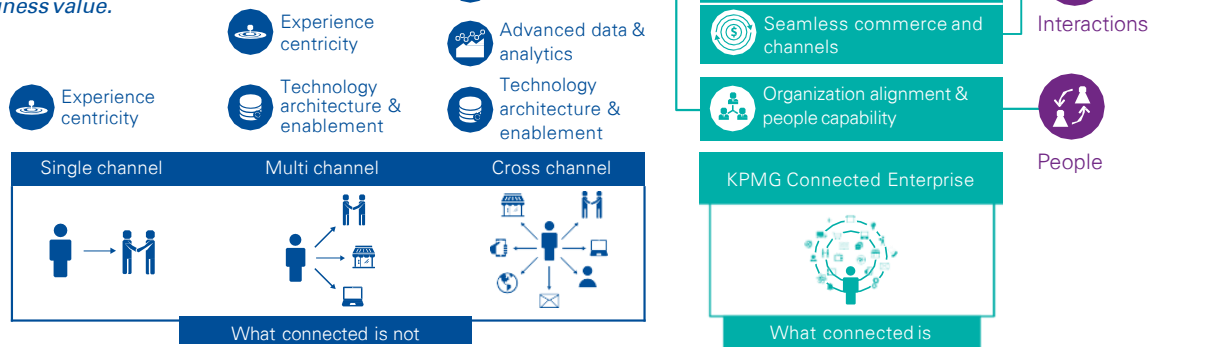 iness value.
Experience
centricity
Technology
architecture &
enablement
Experience
centricity
Advanced data &
analytics
Technology
architecture &
enablement
Single channel
Multi channel
Cross channel
What connected is not
Seamless commerce and
channels
Organization alignment &
people capability
Interactions
People
KPMG Connected Enterprise
What connected is